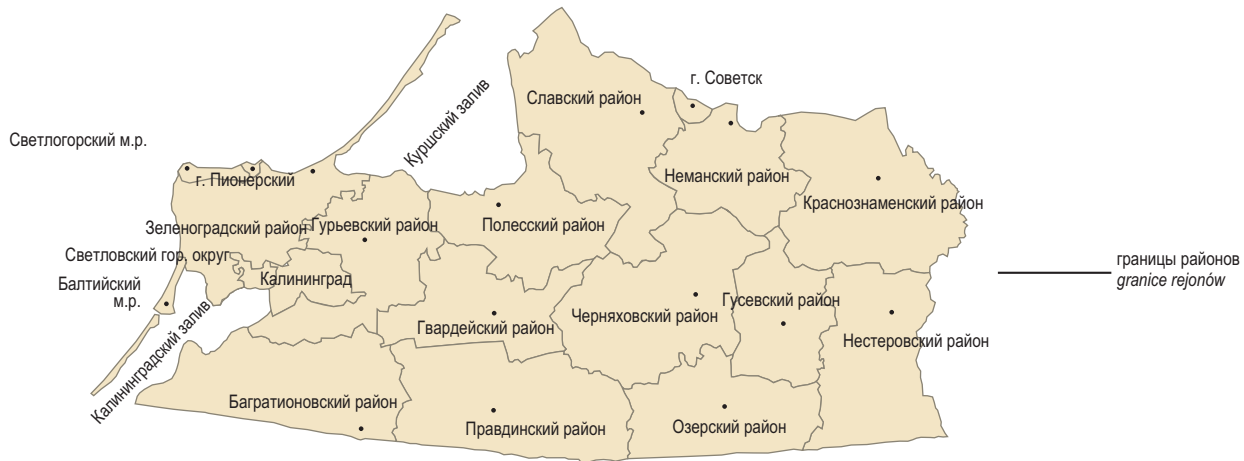 г. Советск
Славский район
Куршский залив
Светлогорский м.р.
г. Пионерский
Неманский район
Краснознаменский район
Зеленоградский район
Гурьевский район
Полесский район
Светловский гор, округ
Калининград
Балтийский
м.р.
границы районов
granice rejonów
Гусевский район
Черняховский район
Гвардейский район
Нестеровский район
Калининградский залив
Багратионовский район
Правдинский район
Озерский район